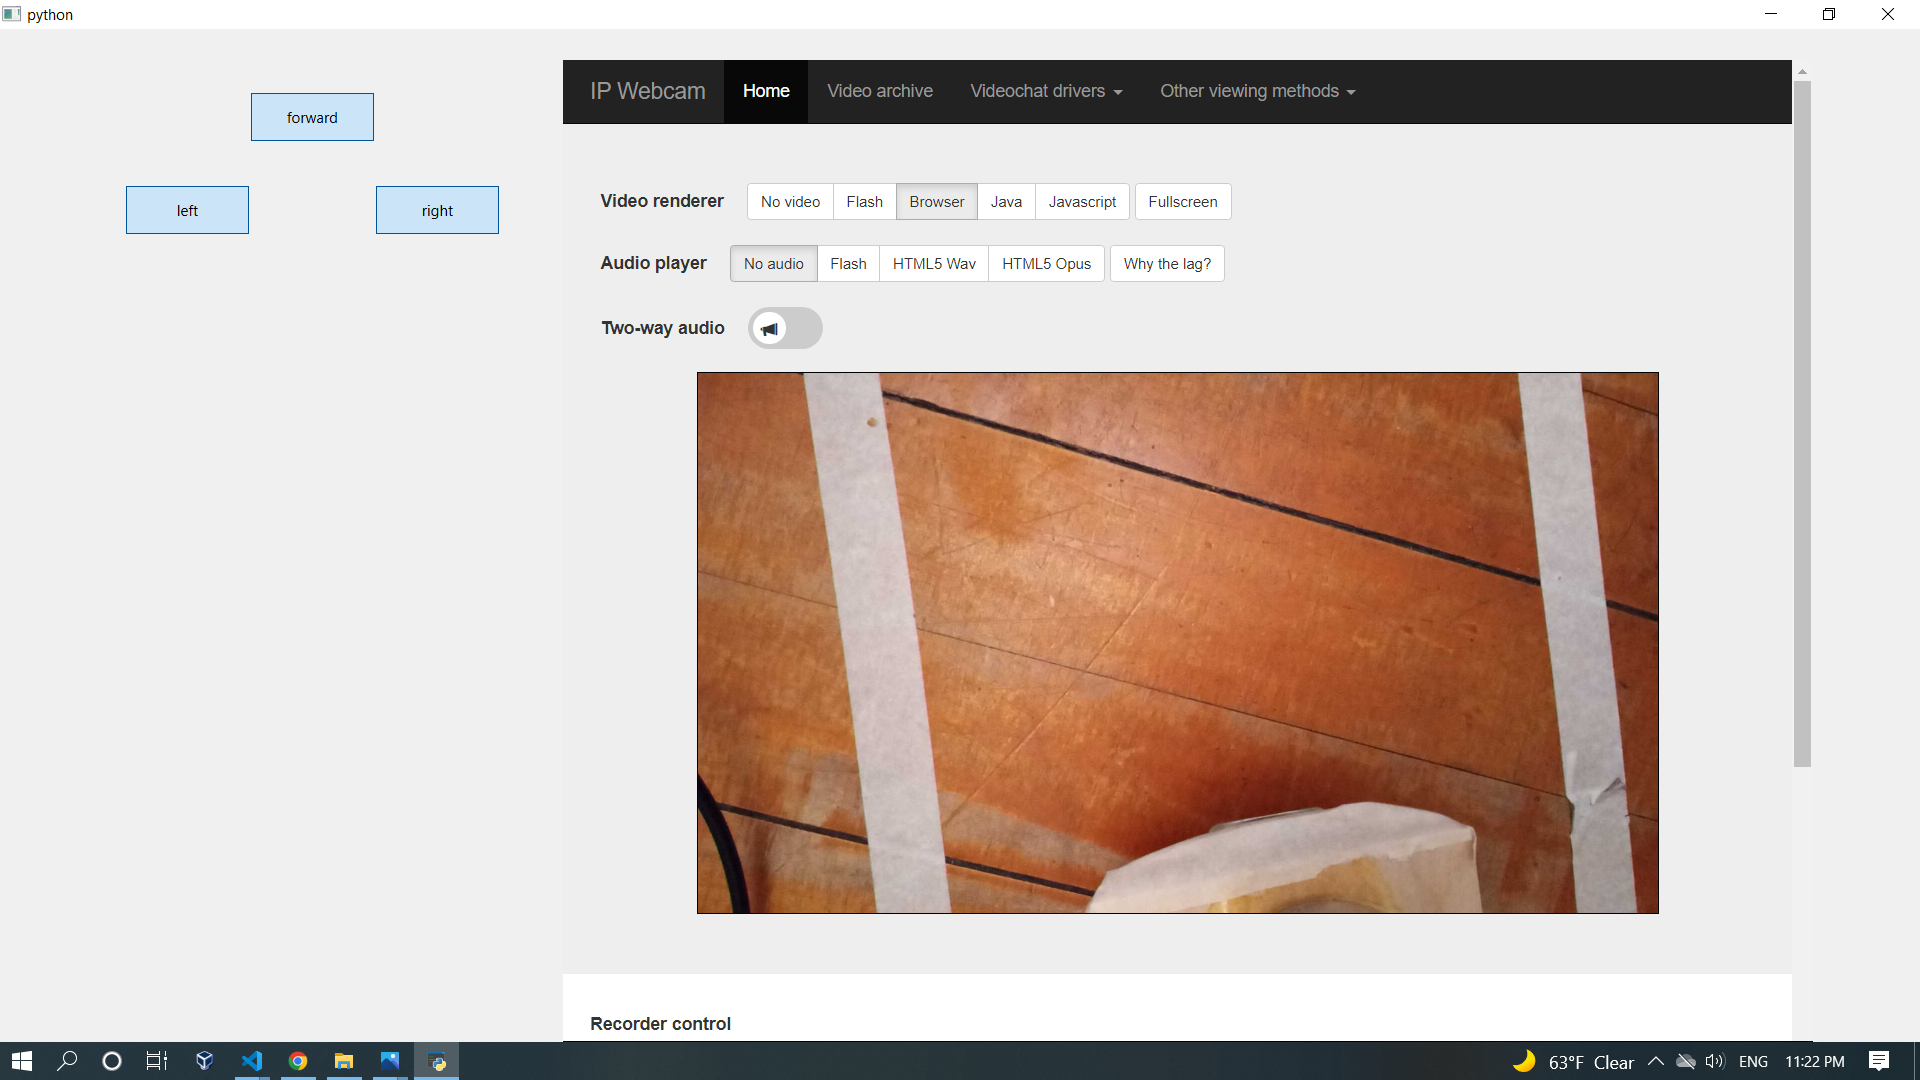 python
forward
left
right
IP Webcam Home Video archive Videochat drivers Other viewing methods
Video renderer No video Flash Browser Java Javascript Fullscreen
Audio player No audio Flash HTML5 Wav HTML5 Opus Why the lag?
Two-way audio
Recorder control
63°F Clear ENG 11:22 PM